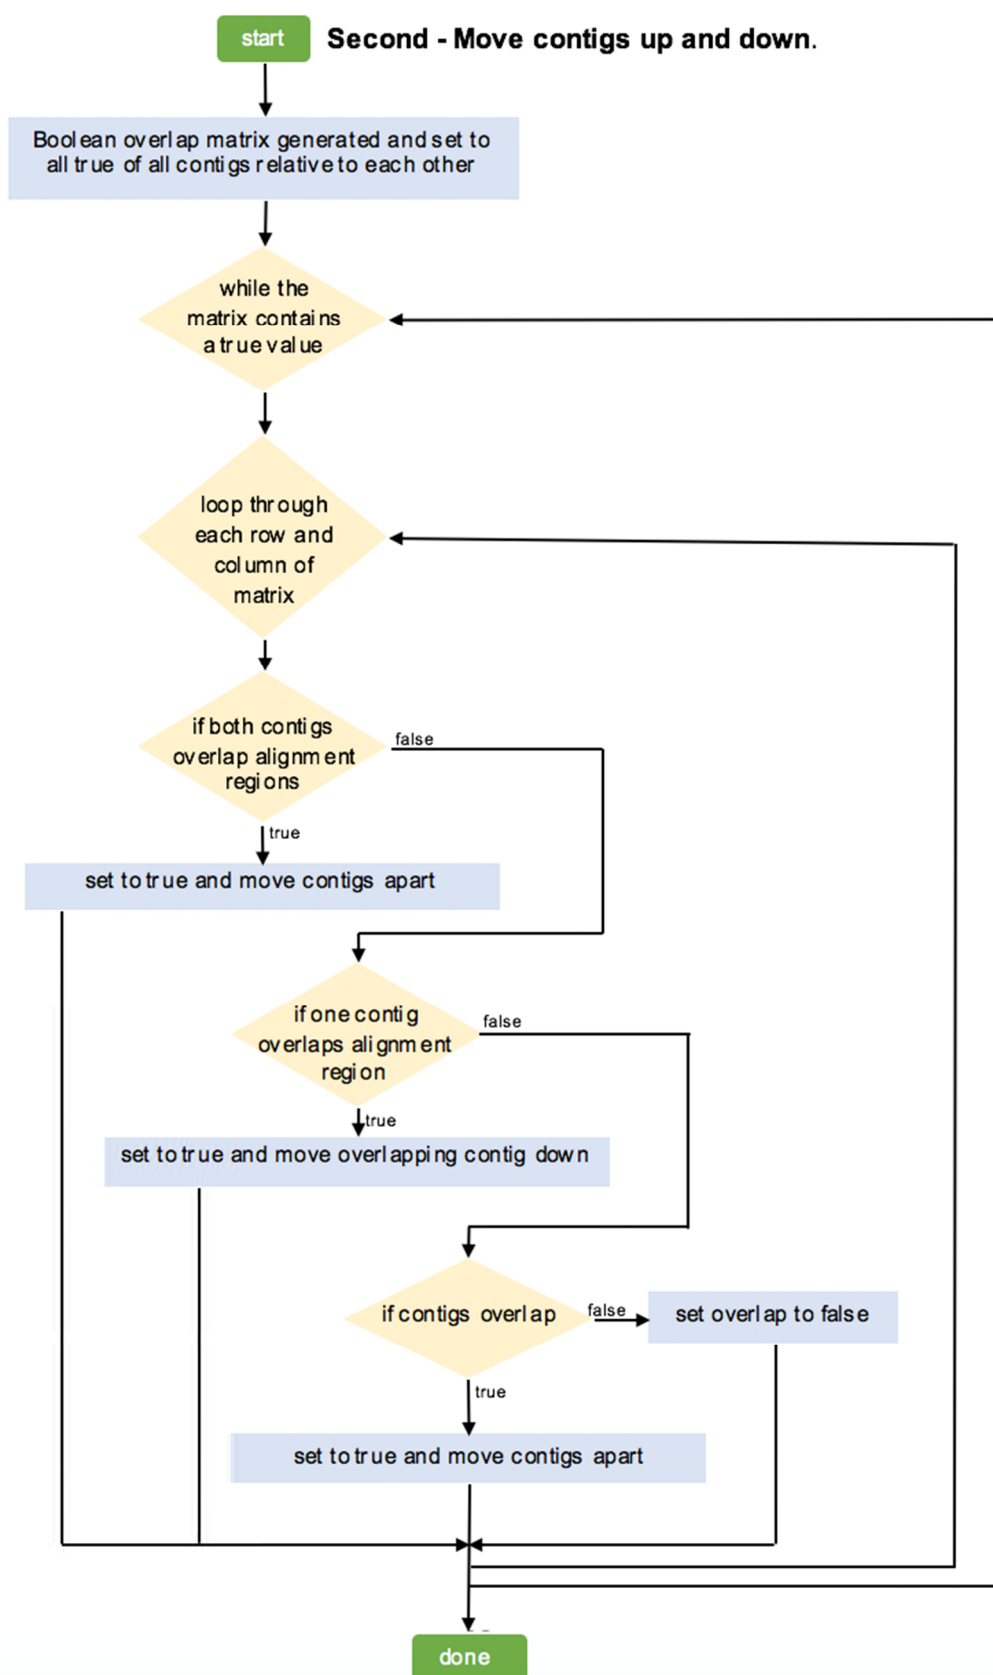 start
Second - Move contigs up and down.
Boolean overlap matrix generated and set to
all true of all contigs relative to each other
while the
matrix contains
a true value
loop through
each row and
column of
matrix
if both contigs
overlap alignment
regions
false
true
set to true and move contigs apart
if one contig
overlaps alignment
region
false
true
set to true and move overlapping contig down
if contigs overlap
false
set overlap to false
true
set to true and move contigs apart
done